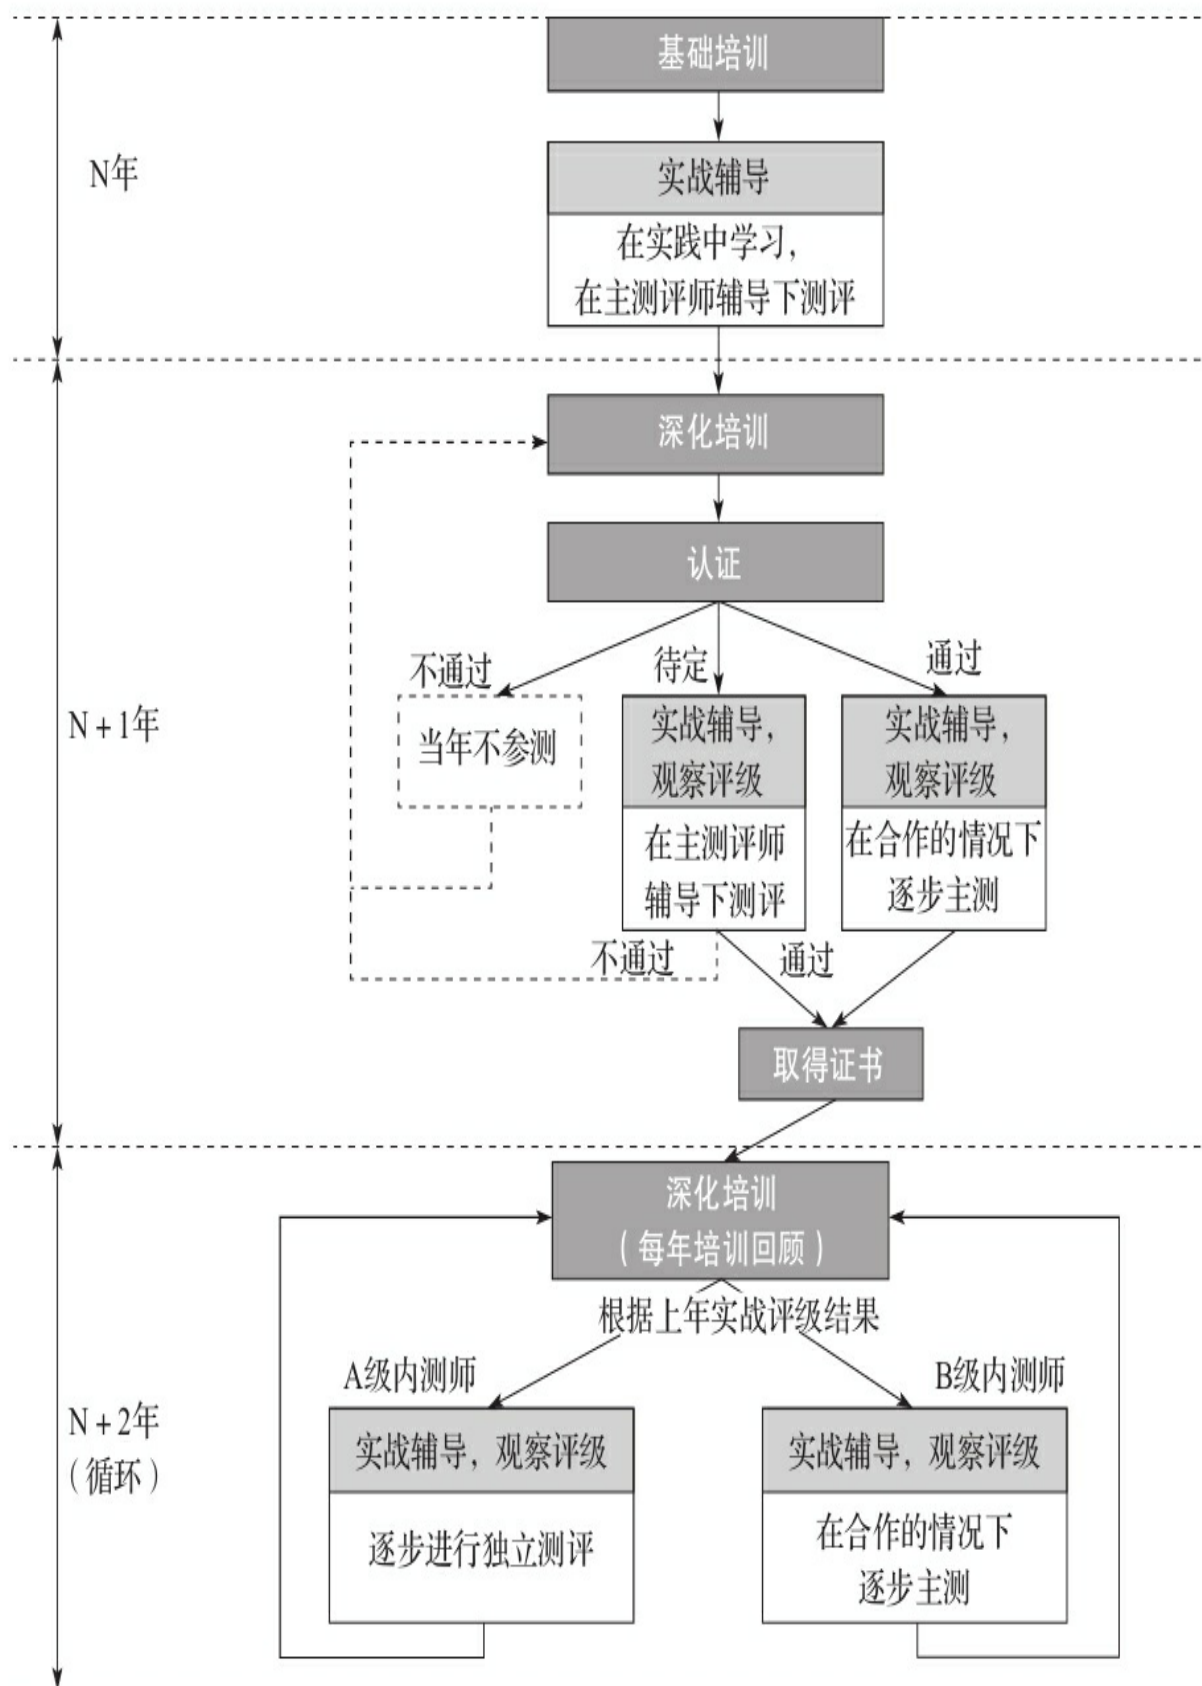 基础培训
N年
实战辅导
在实践中学习，
在主测评师辅导下测评
深化培训
认证
不通过
待定
通过
N+1年
当年不参测
实战辅导，
观察评级
在主测评师
辅导下测评
实战辅导，
观察评级
在合作的情况下
逐步主测
不通过
通过
取得证书
深化培训
（每年培训回顾）
根据上年实战评级结果
A级内测师
B级内测师
N+2年
（循环）
实战辅导，观察评级
逐步进行独立测评
实战辅导，观察评级
在合作的情况下
逐步主测